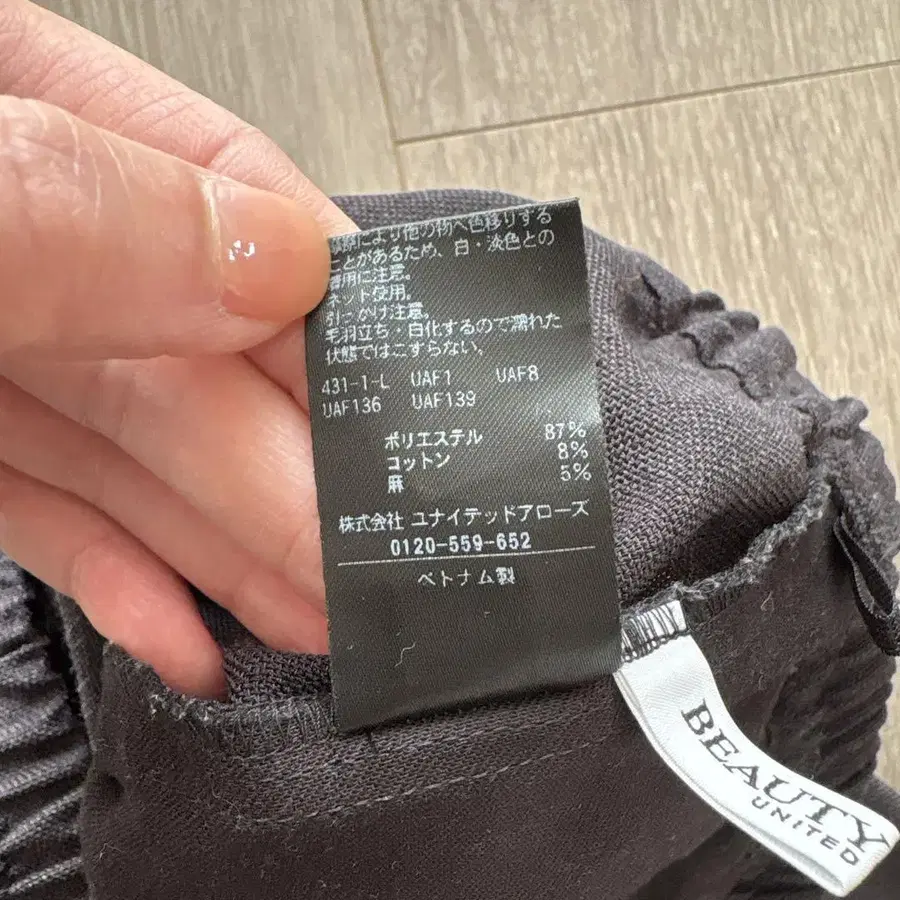 摩擦により他の物へ色移りする
ことがあるため、白・淡色との
着用に注意。
ネット使用。
引っかけ注意。
毛羽立ち・白化するので濡れた
状態ではこすらない。
431-1-L UAF1 UAF8
UAF136 UAF139
ポリエステル 87%
コットン 8%
麻 5%
株式会社 ユナイテッドアローズ
0120-559-652
ベトナム製
BEAUTY
UNITED